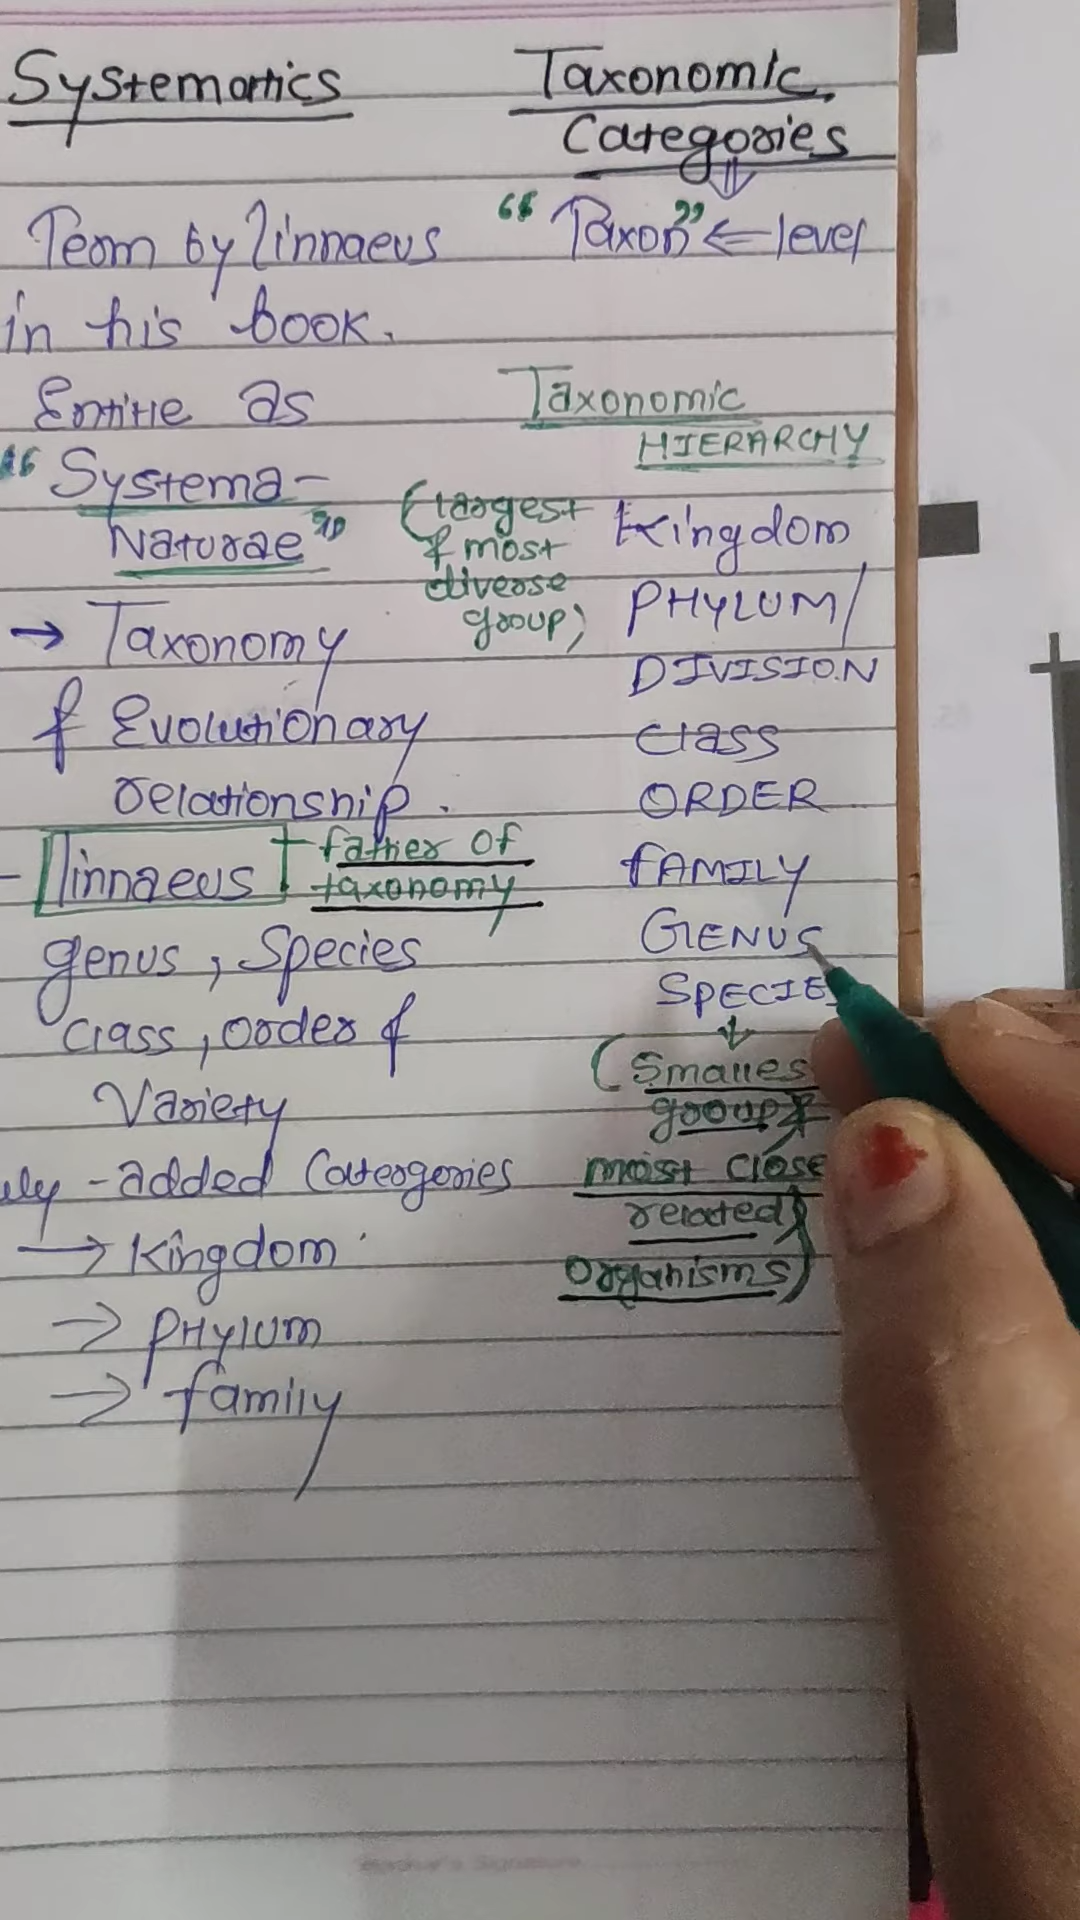 Systematics
Term by linnaeus
in his book.
Entitle as
"Systema-
Naturae"
→ Taxonomy
& Evolutionary
relationship.
- linnaeus → father of
taxonomy
genus, Species
Class, order &
Variety
-added Categories
→ Kingdom
→ PHYlum
→ family
Taxonomic
Categories
"Taxon" ← level
Taxonomic
HIERARCHY
(largest
& most
diverse
group)
Kingdom
PHYLUM/
DIVISION
Class
ORDER
FAMILY
GENUS
SPECIE
(Smalles
group &
most close
related
organisms)